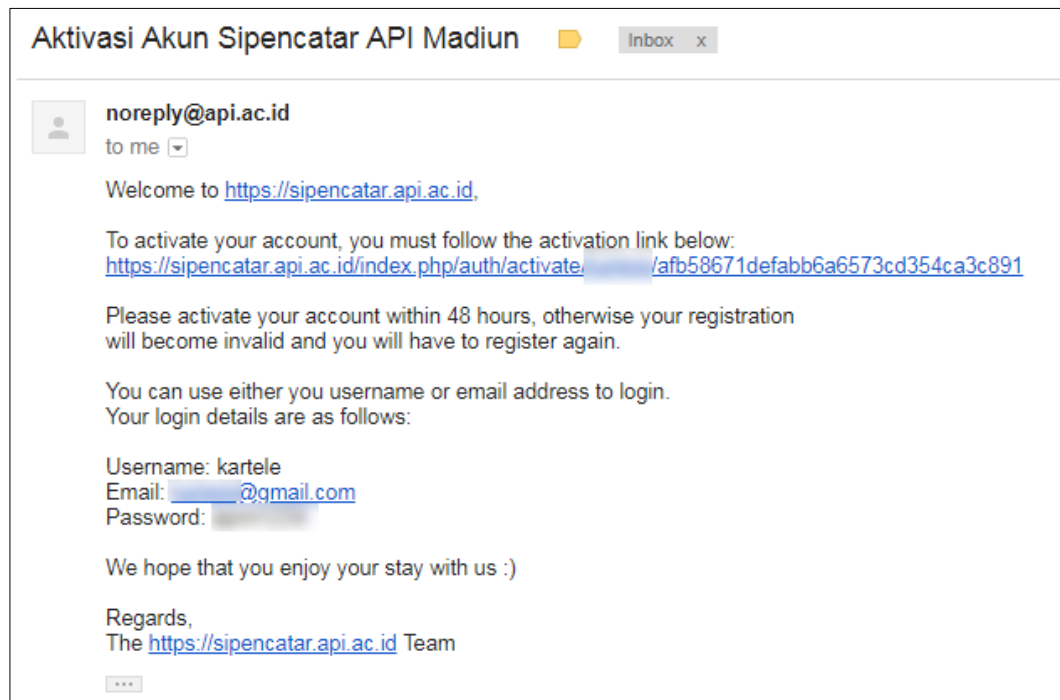 Aktivasi Akun Sipencatar API Madiun Inbox x
noreply@api.ac.id
to me
Welcome to https://sipencatar.api.ac.id,
To activate your account, you must follow the activation link below:
https://sipencatar.api.ac.id/index.php/auth/activate/ /afb58671defabb6a6573cd354ca3c891
Please activate your account within 48 hours, otherwise your registration
will become invalid and you will have to register again.
You can use either you username or email address to login.
Your login details are as follows:
Username: kartele
Email: @gmail.com
Password:
We hope that you enjoy your stay with us :)
Regards,
The https://sipencatar.api.ac.id Team